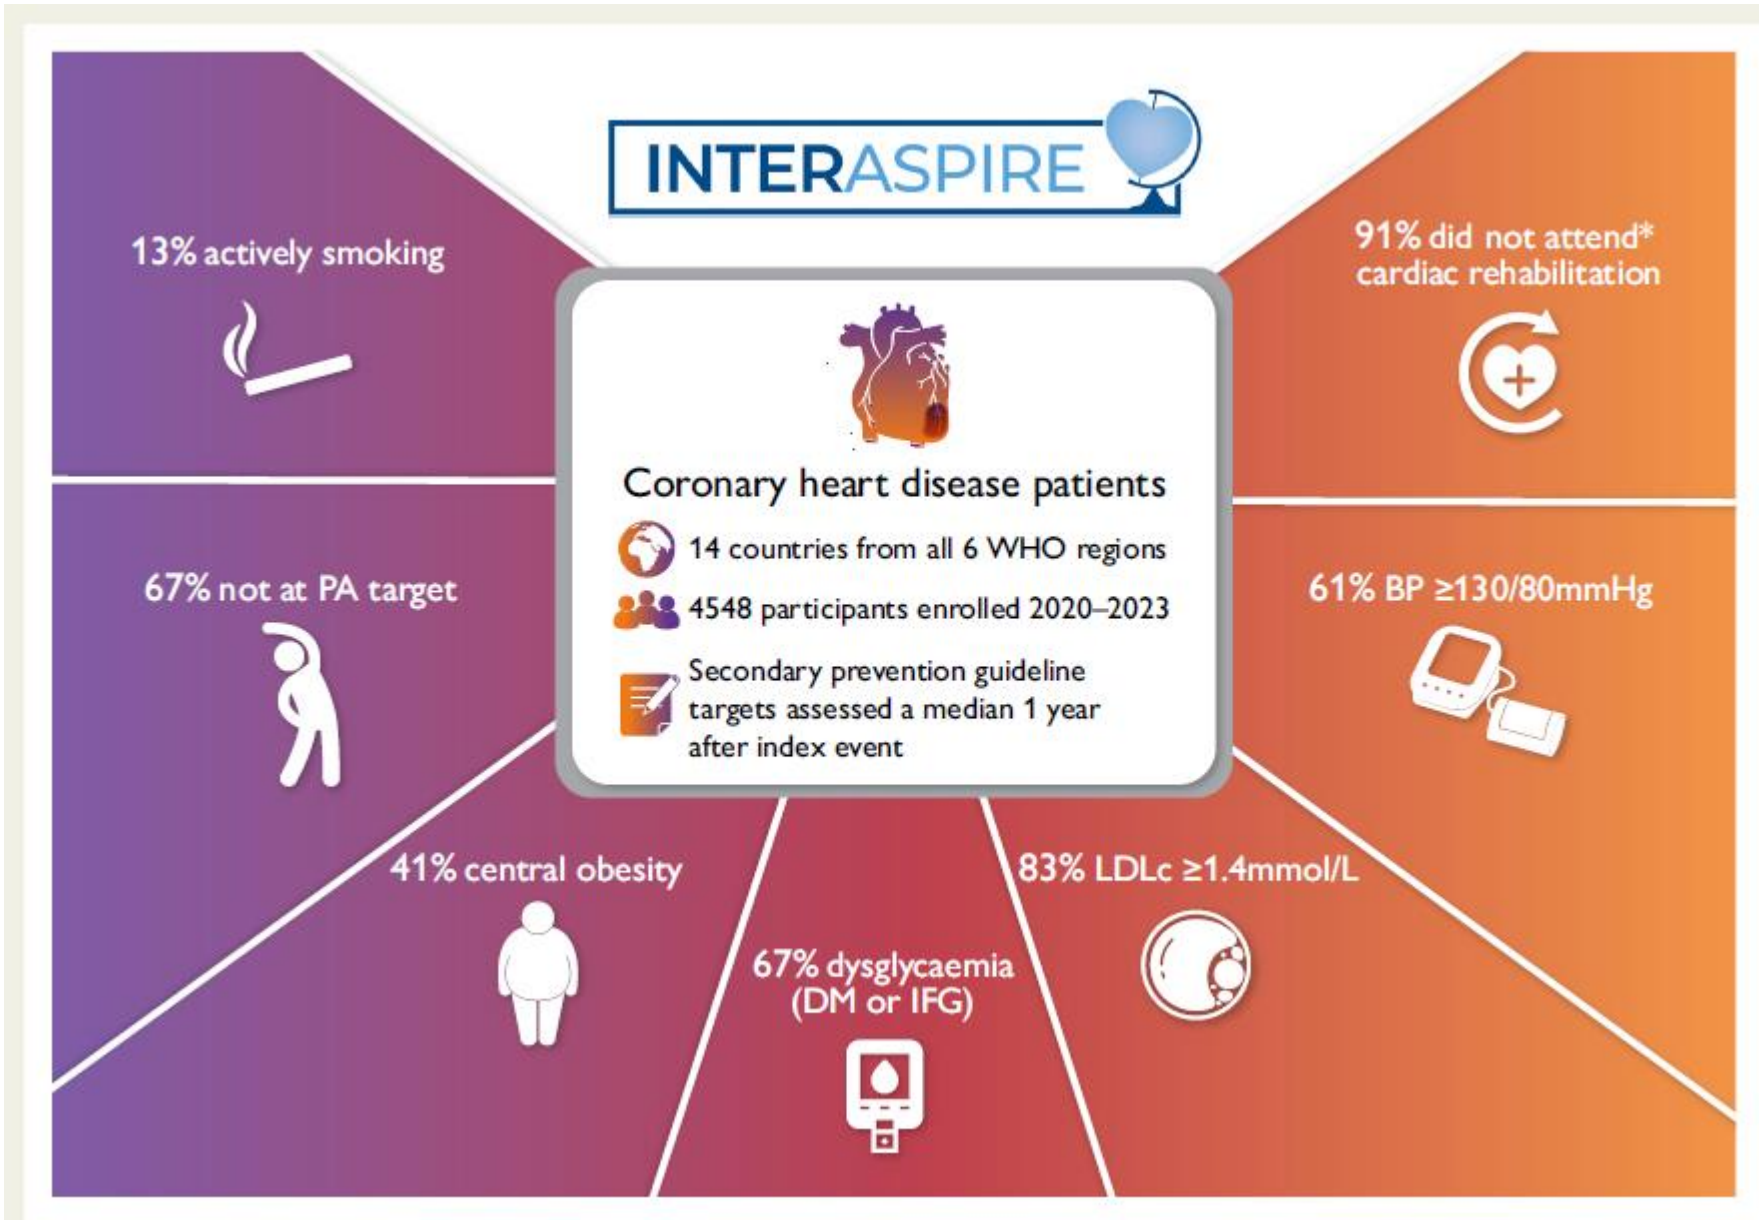 INTERASPIRE
13% actively smoking
91% did not attend*
cardiac rehabilitation
Coronary heart disease patients
14 countries from all 6 WHO regions
4548 participants enrolled 2020–2023
Secondary prevention guideline
targets assessed a median 1 year
after index event
67% not at PA target
61% BP ≥130/80mmHg
41% central obesity
83% LDLc ≥1.4mmol/L
67% dysglycaemia
(DM or IFG)